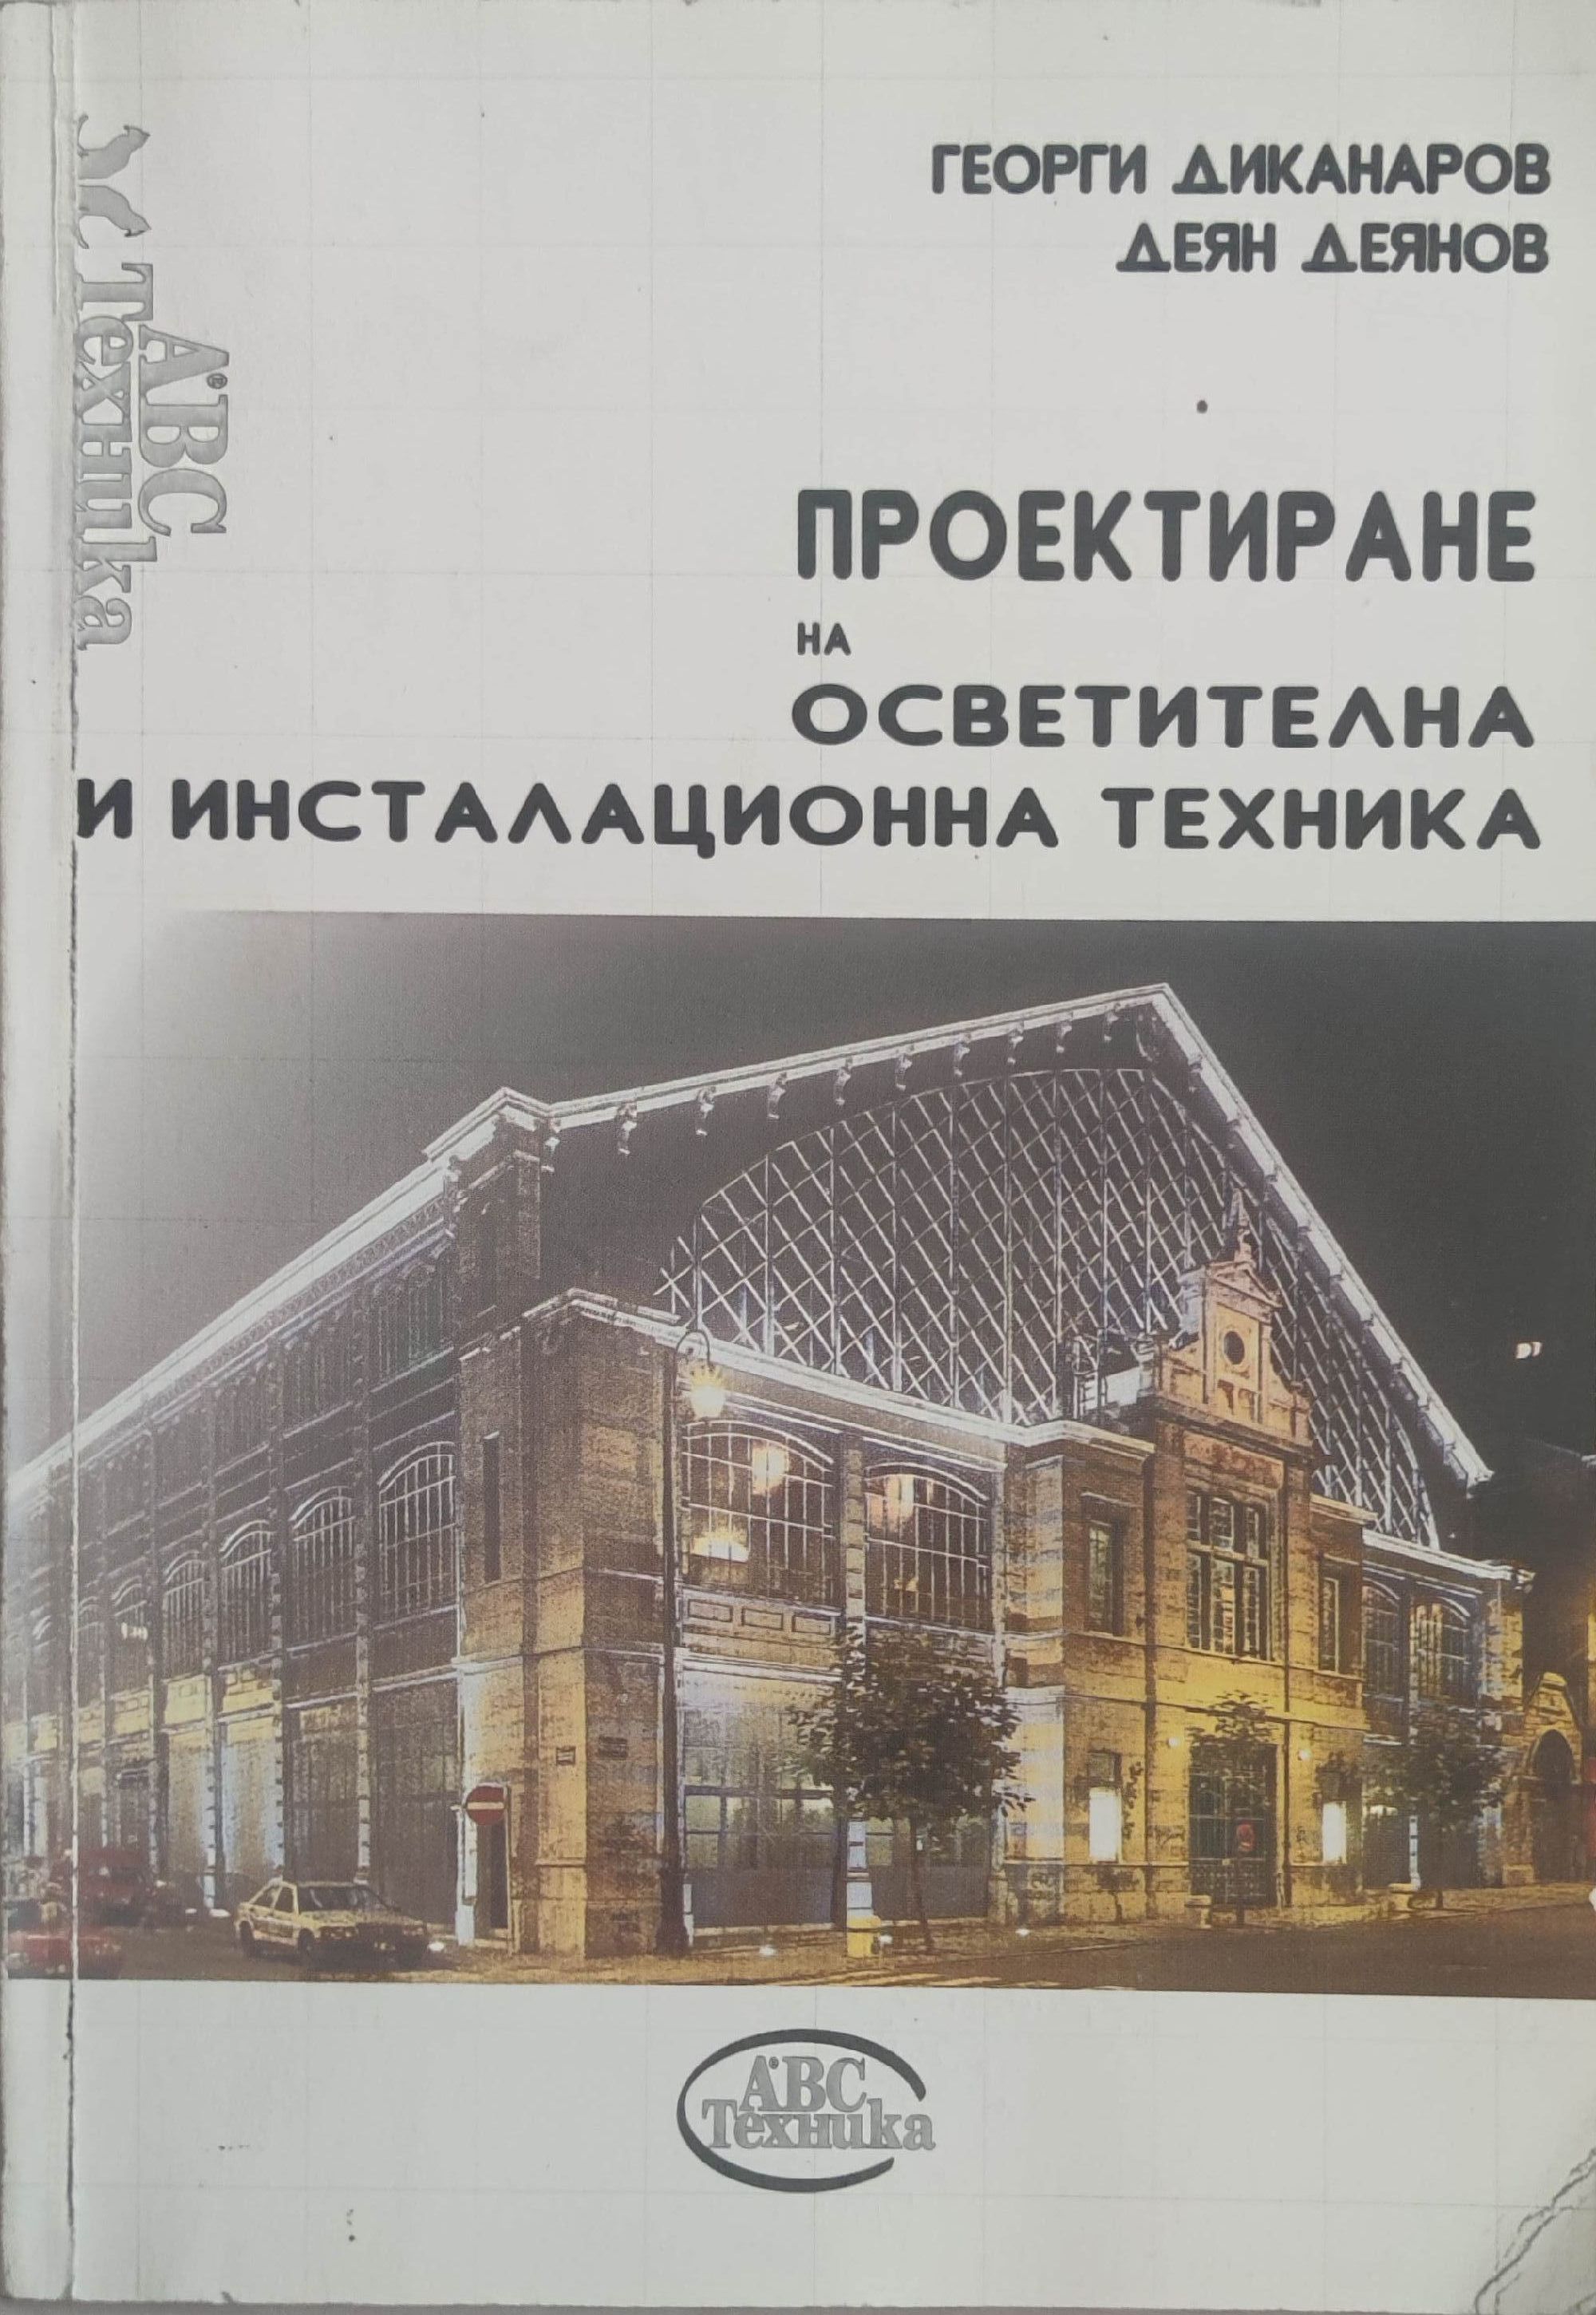 ГЕОРГИ ДИКАНАРОВ
ДЕЯН ДЕЯНОВ
ABC
Техника
ПРОЕКТИРАНЕ
НА
ОСВЕТИТЕЛНА
И ИНСТАЛАЦИОННА ТЕХНИКА
ABC
Техника